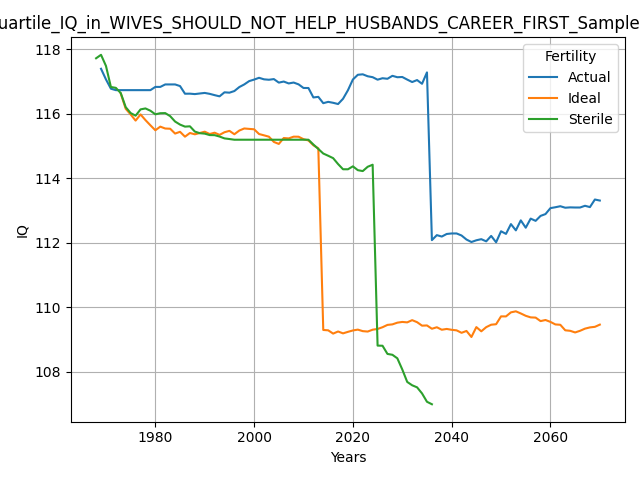 uartile_IQ_in_WIVES_SHOULD_NOT_HELP_HUSBANDS_CAREER_FIRST_Sample
118
116
114
112
110
108
IQ
1980
2000
2020
2040
2060
Years
Fertility
Actual
Ideal
Sterile